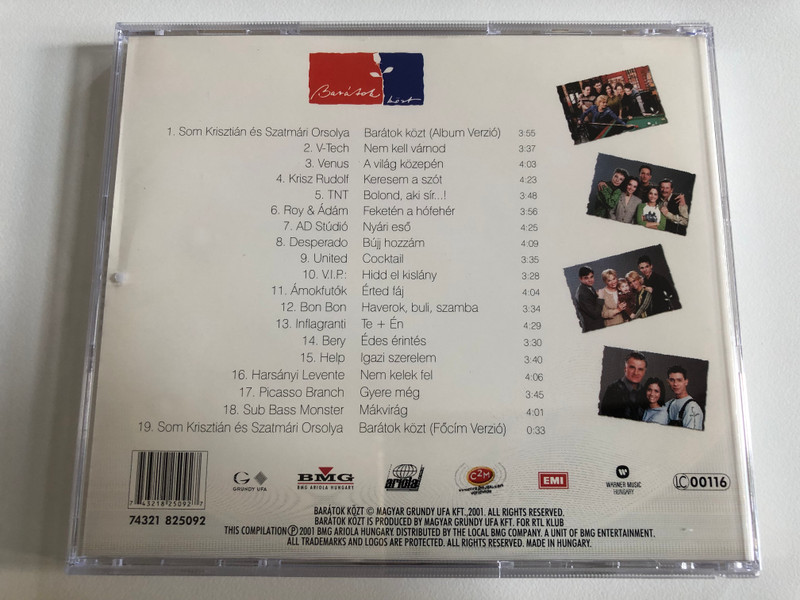 Barátok
közt
1. Som Krisztián és Szatmári Orsolya Barátok közt (Album Verzió) 3:55
2. V-Tech Nem kell várnod 3:37
3. Venus A világ közepén 4:03
4. Krisz Rudolf Keresem a szót 4:23
5. TNT Bolond, aki sír...! 3:48
6. Roy & Ádám Feketén a hófehér 3:56
7. AD Stúdió Nyári eső 4:25
8. Desperado Bújj hozzám 4:09
9. United Cocktail 3:35
10. V.I.P.: Hidd el kislány 3:28
11. Ámokfutók Érted fáj 4:04
12. Bon Bon Haverok, buli, szamba 3:34
13. Inflagranti Te + Én 4:29
14. Bery Édes érintés 3:30
15. Help Igazi szerelem 3:40
16. Harsányi Levente Nem kelek fel 4:06
17. Picasso Branch Gyere még 3:45
18. Sub Bass Monster Mákvirág 4:01
19. Som Krisztián és Szatmári Orsolya Barátok közt (Főcím Verzió) 0:33
7 43218 25092 7
74321 825092
G
GRUNDY UFA
BMG
BMG ARIOLA HUNGARY
ariola
CZM
EMI
WARNER MUSIC
HUNGARY
LC 00116
BARÁTOK KÖZT © MAGYAR GRUNDY UFA KFT.,2001. ALL RIGHTS RESERVED.
BARÁTOK KÖZT IS PRODUCED BY MAGYAR GRUNDY UFA KFT. FOR RTL KLUB
THIS COMPILATION Ⓟ 2001 BMG ARIOLA HUNGARY. DISTRIBUTED BY THE LOCAL BMG COMPANY. A UNIT OF BMG ENTERTAINMENT.
ALL TRADEMARKS AND LOGOS ARE PROTECTED. ALL RIGHTS RESERVED. MADE IN HUNGARY.